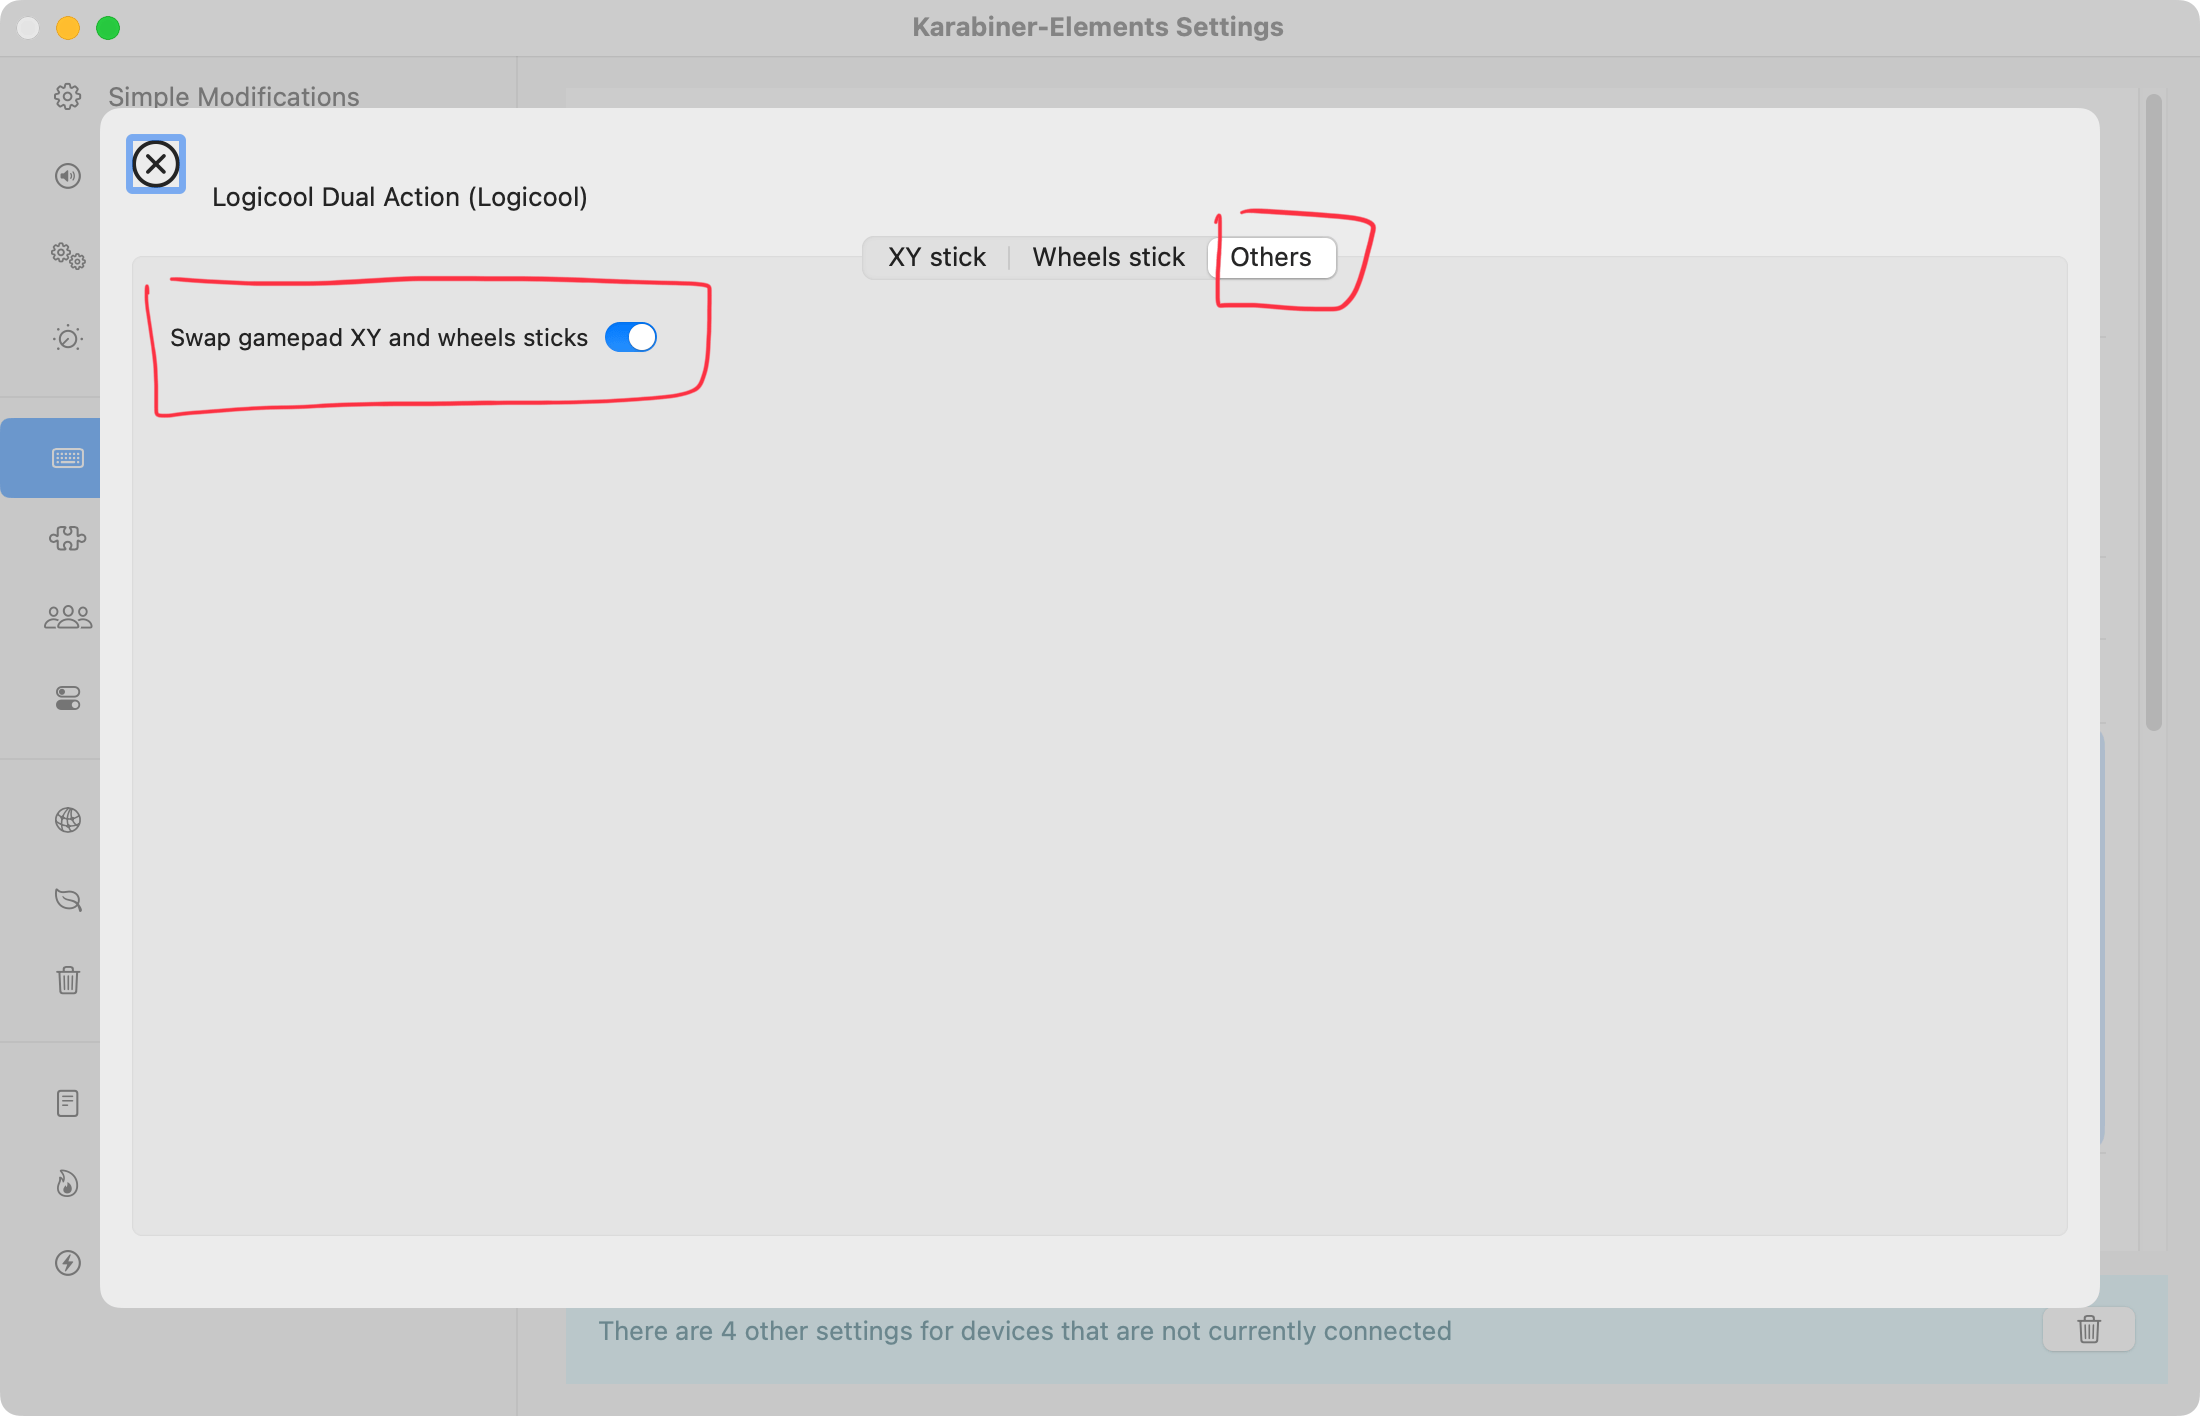 Karabiner-Elements Settings
Simple Modifications
Logicool Dual Action (Logicool)
XY stick
Wheels stick
Others
Swap gamepad XY and wheels sticks
There are 4 other settings for devices that are not currently connected